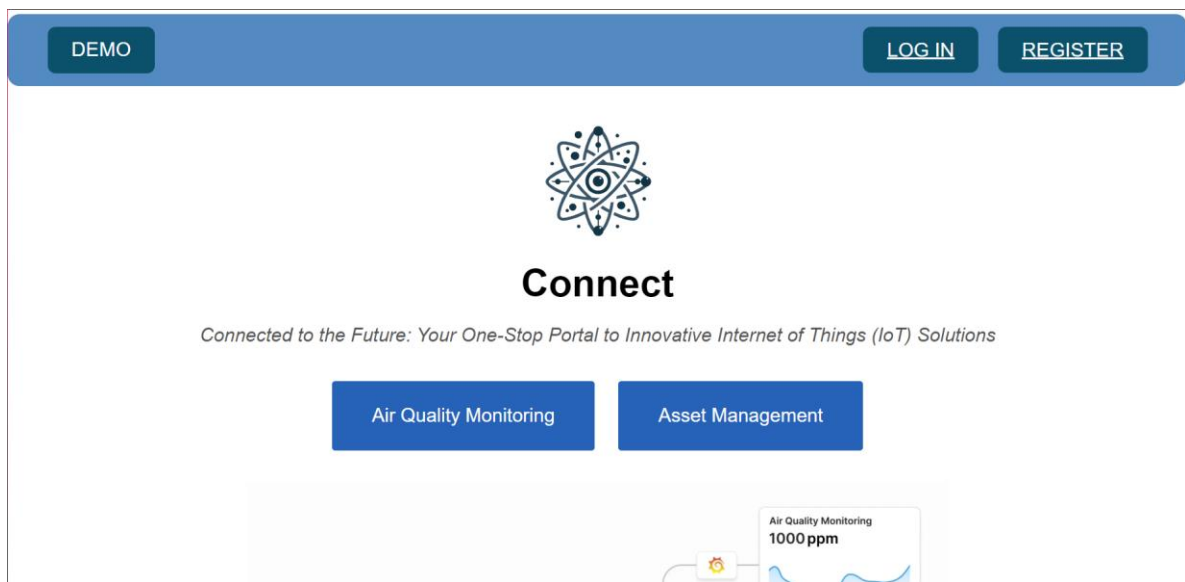 DEMO
LOG IN
REGISTER
Connect
Connected to the Future: Your One-Stop Portal to Innovative Internet of Things (IoT) Solutions
Air Quality Monitoring
Asset Management
Air Quality Monitoring
1000 ppm